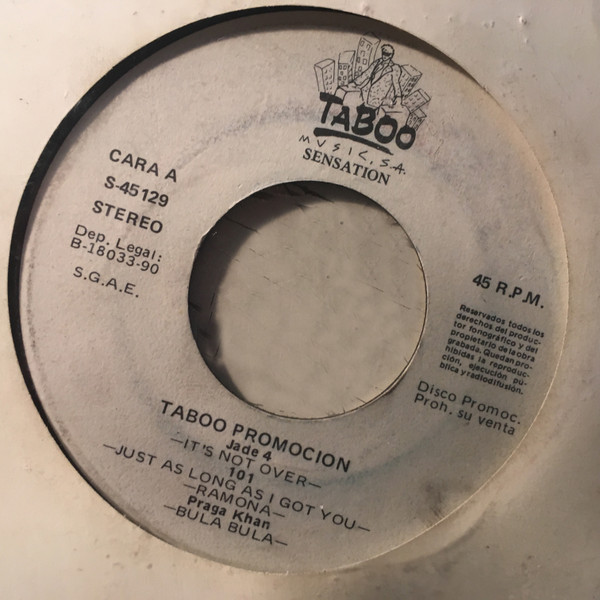 TABOO
MUSIC, S.A.
SENSATION
CARA A
S-45129
STEREO
Dep. Legal:
B-18033-90
S.G.A.E.
45 R.P.M.
Reservados todos los
derechos del produc-
tor fonográfico y del
propietario de la obra
grabada. Quedan pro-
hibidas la reproduc-
ción, ejecución pú-
blica y radiodifusión.
Disco Promoc.
Proh. su venta
TABOO PROMOCION
Jade 4
—IT'S NOT OVER—
101
—JUST AS LONG AS I GOT YOU—
—RAMONA—
Praga Khan
—BULA BULA—